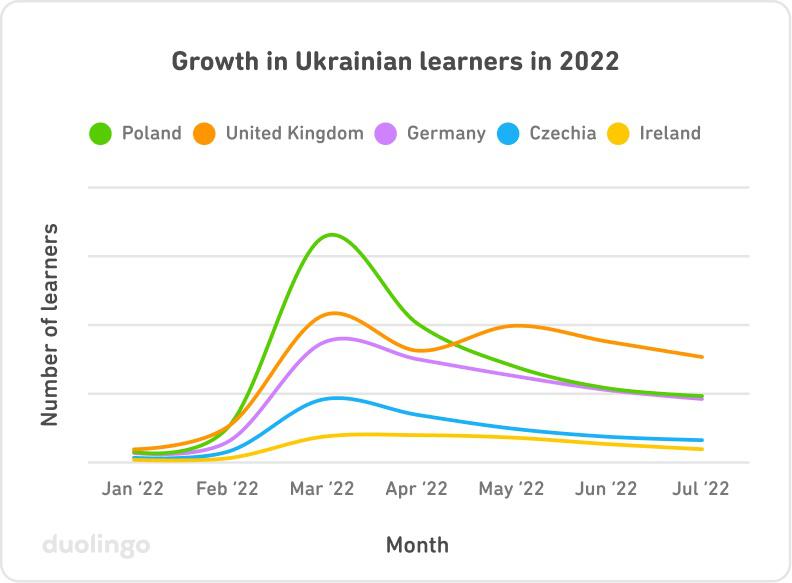 Growth in Ukrainian learners in 2022
Poland United Kingdom Germany Czechia Ireland
Number of learners
Jan ’22 Feb ’22 Mar ’22 Apr ’22 May ’22 Jun ’22 Jul ’22
Month
duolingo